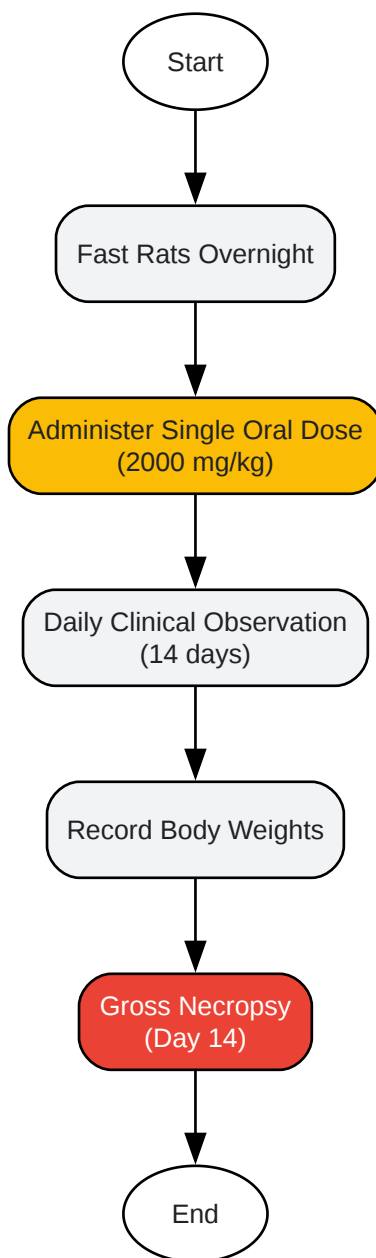 Start
Fast Rats Overnight
Administer Single Oral Dose
(2000 mg/kg)
Daily Clinical Observation
(14 days)
Record Body Weights
Gross Necropsy
(Day 14)
End